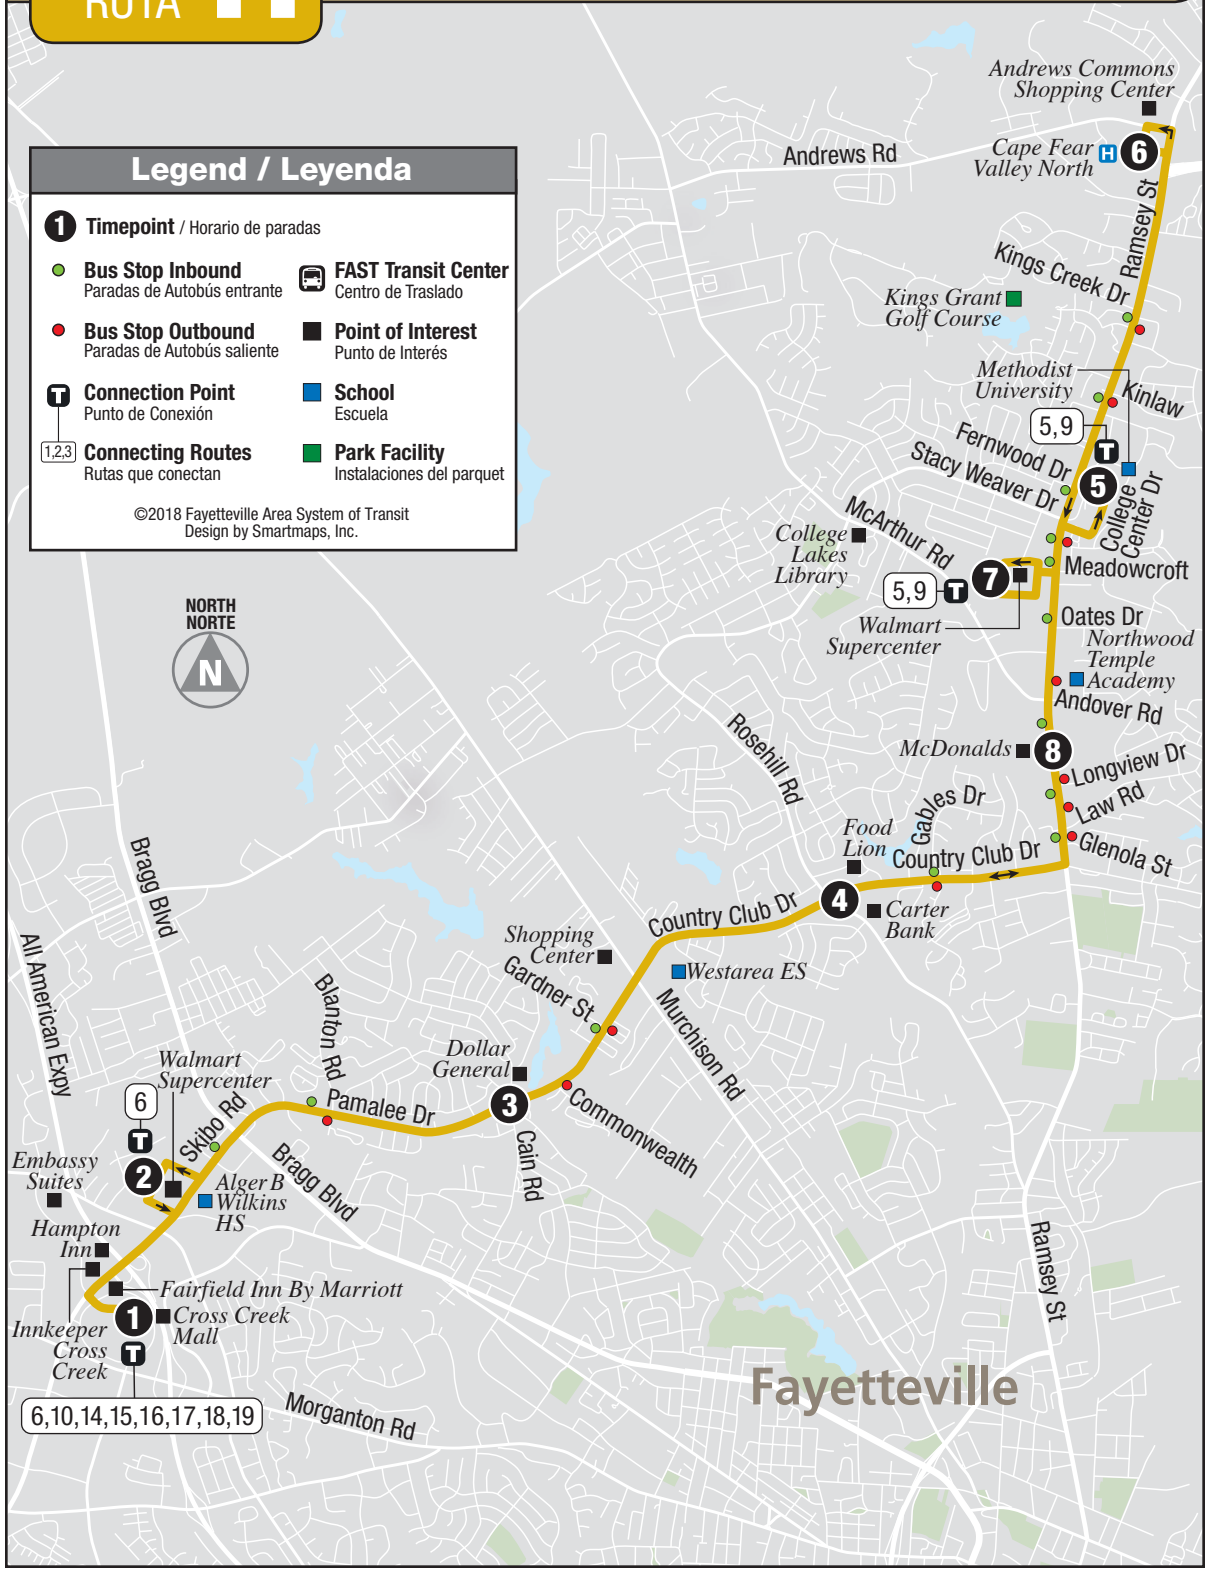 RUTA
Andrews Commons
Shopping Center
Andrews Rd
Cape Fear
Valley North
H
6
Ramsey St
Legend / Leyenda
1 Timepoint / Horario de paradas
Bus Stop Inbound
Paradas de Autobús entrante
FAST Transit Center
Centro de Traslado
Bus Stop Outbound
Paradas de Autobús saliente
Point of Interest
Punto de Interés
T
Connection Point
Punto de Conexión
School
Escuela
1,2,3
Connecting Routes
Rutas que conectan
Park Facility
Instalaciones del parquet
©2018 Fayetteville Area System of Transit
Design by Smartmaps, Inc.
NORTH
NORTE
N
Kings Creek Dr
Kings Grant
Golf Course
Methodist
University
Kinlaw
5,9
T
Fernwood Dr
Stacy Weaver Dr
5
College
Center Dr
McArthur Rd
College
Lakes
Library
Meadowcroft
7
5,9
T
Walmart
Supercenter
Oates Dr
Northwood
Temple
Academy
Andover Rd
Rosehill Rd
McDonalds
8
Longview Dr
Law Rd
Gables Dr
Food
Lion
Country Club Dr
Glenola St
4
Carter
Bank
Country Club Dr
Bragg Blvd
All American Expy
Shopping
Center
Westarea ES
Gardner St
Murchison Rd
Blanton Rd
Dollar
General
3
Commonwealth
Cain Rd
Pamalee Dr
Walmart
Supercenter
6
T
Skibo Rd
2
Bragg Blvd
Embassy
Suites
Alger B
Wilkins
HS
Hampton
Inn
Fairfield Inn By Marriott
1
Cross Creek
Mall
Innkeeper
Cross
Creek
T
6,10,14,15,16,17,18,19
Morganton Rd
Ramsey St
Fayetteville